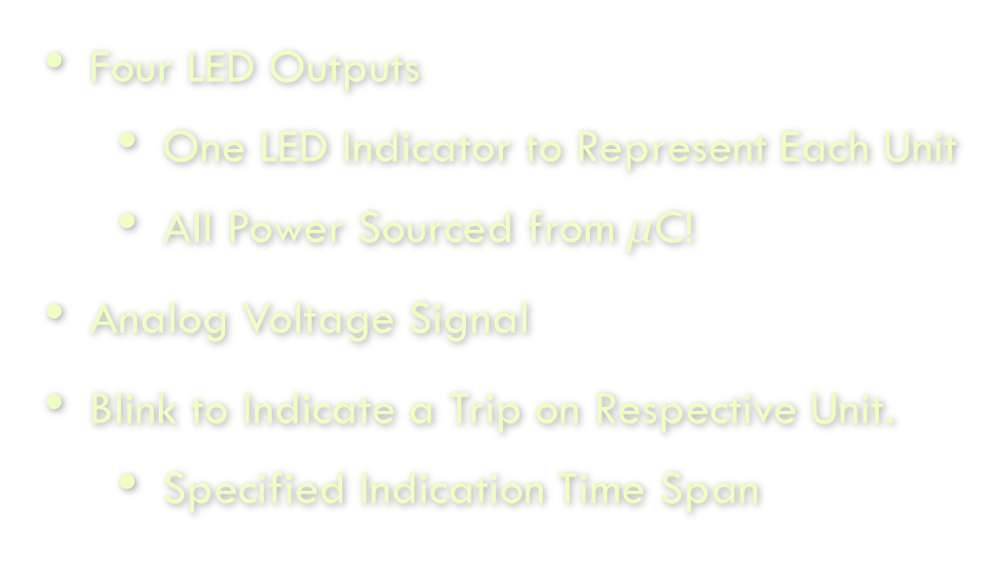 • Four LED Outputs
• One LED Indicator to Represent Each Unit
• All Power Sourced from μC!
• Analog Voltage Signal
• Blink to Indicate a Trip on Respective Unit.
• Specified Indication Time Span